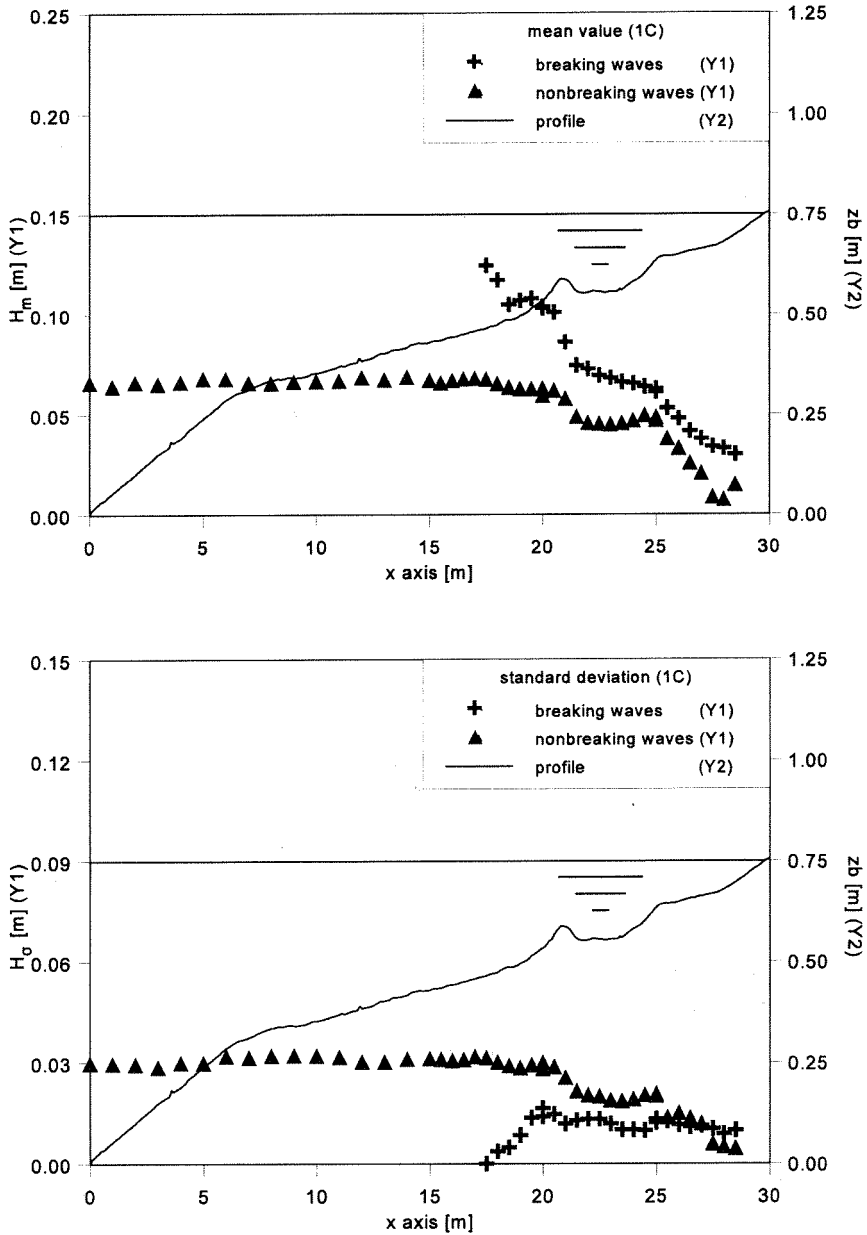 mean value (1C)
breaking waves (Y1)
nonbreaking waves (Y1)
profile (Y2)
0.25
0.20
0.15
0.10
0.05
0.00
H_m [m] (Y1)
1.25
1.00
0.75
0.50
0.25
0.00
zb [m] (Y2)
0 5 10 15 20 25 30
x axis [m]
standard deviation (1C)
breaking waves (Y1)
nonbreaking waves (Y1)
profile (Y2)
0.15
0.12
0.09
0.06
0.03
0.00
H_σ [m] (Y1)
1.25
1.00
0.75
0.50
0.25
0.00
zb [m] (Y2)
0 5 10 15 20 25 30
x axis [m]